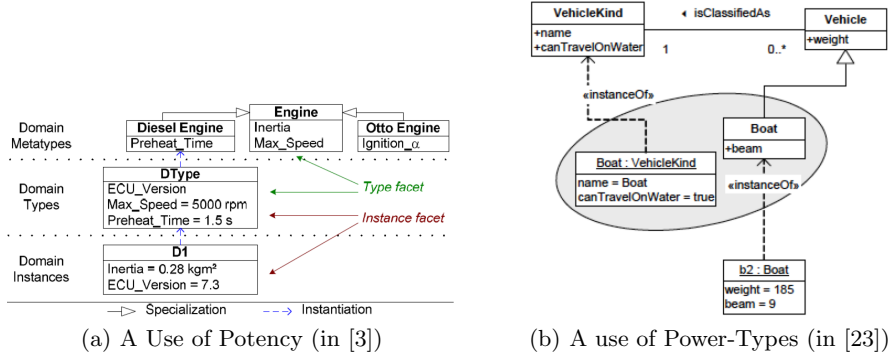 Domain
Metatypes
Engine
Inertia
Max_Speed
Diesel Engine
Preheat_Time
Otto Engine
Ignition_α
Domain
Types
DType
ECU_Version
Max_Speed = 5000 rpm
Preheat_Time = 1.5 s
Type facet
Instance facet
Domain
Instances
D1
Inertia = 0.28 kgm²
ECU_Version = 7.3
Specialization
Instantiation
(a) A Use of Potency (in [3])
VehicleKind
+name
+canTravelOnWater
isClassifiedAs
1
0..*
Vehicle
+weight
«instanceOf»
Boat
+beam
Boat : VehicleKind
name = Boat
canTravelOnWater = true
«instanceOf»
b2 : Boat
weight = 185
beam = 9
(b) A use of Power-Types (in [23])